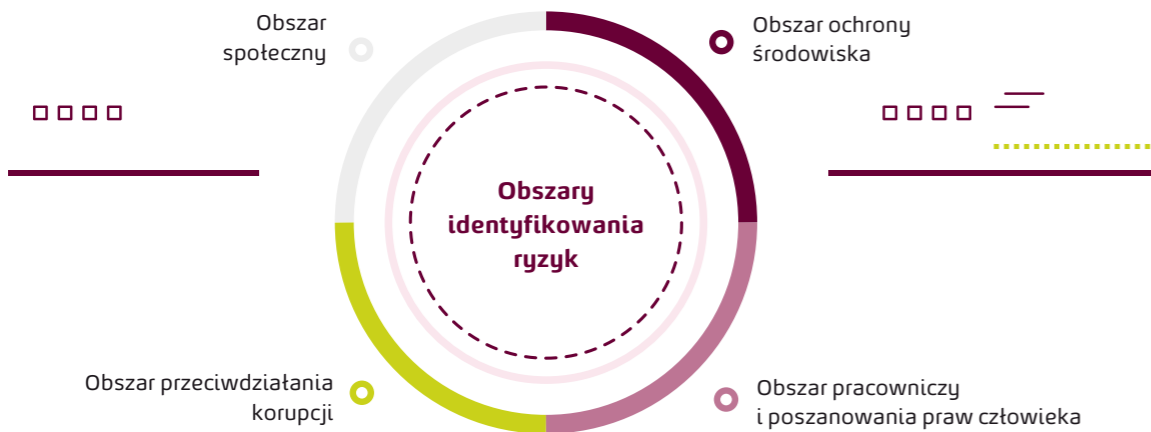 Obszar
społeczny
Obszar ochrony
środowiska
Obszary
identyfikowania
ryzyk
Obszar przeciwdziałania
korupcji
Obszar pracowniczy
i poszanowania praw człowieka